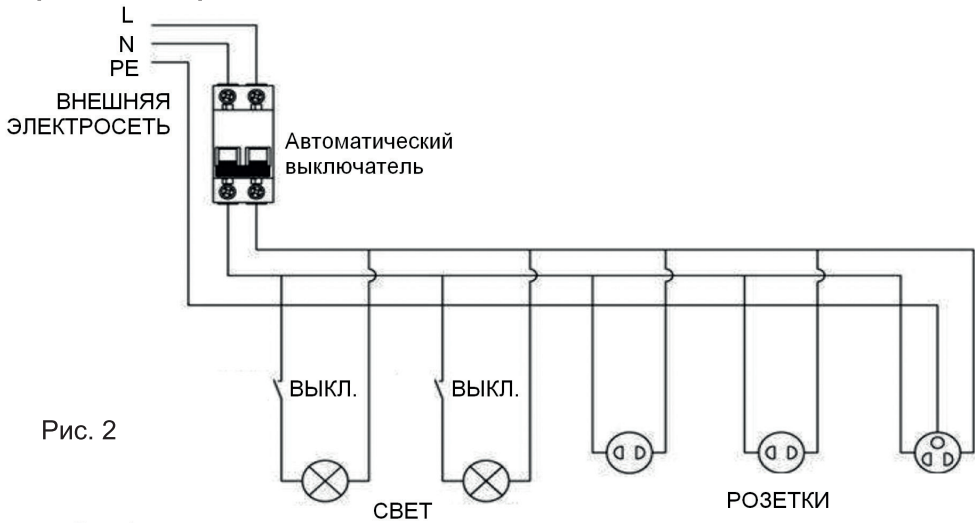 L
N
PE
ВНЕШНЯЯ
ЭЛЕКТРОСЕТЬ
Автоматический
выключатель
ВЫКЛ.
ВЫКЛ.
Рис. 2
СВЕТ
РОЗЕТКИ